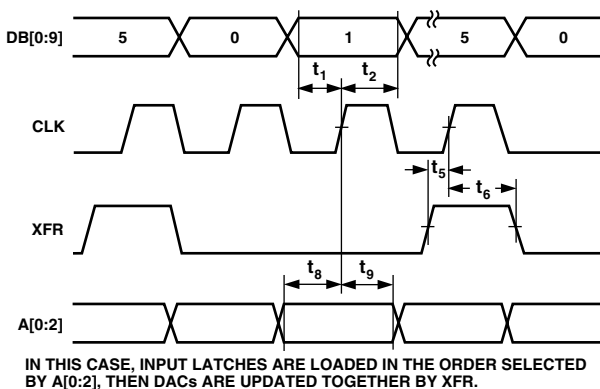 DB[0:9] 5 0 1 5 0
t1 t2
CLK
t5
t6
XFR
t8 t9
A[0:2]
IN THIS CASE, INPUT LATCHES ARE LOADED IN THE ORDER SELECTED
BY A[0:2], THEN DACs ARE UPDATED TOGETHER BY XFR.